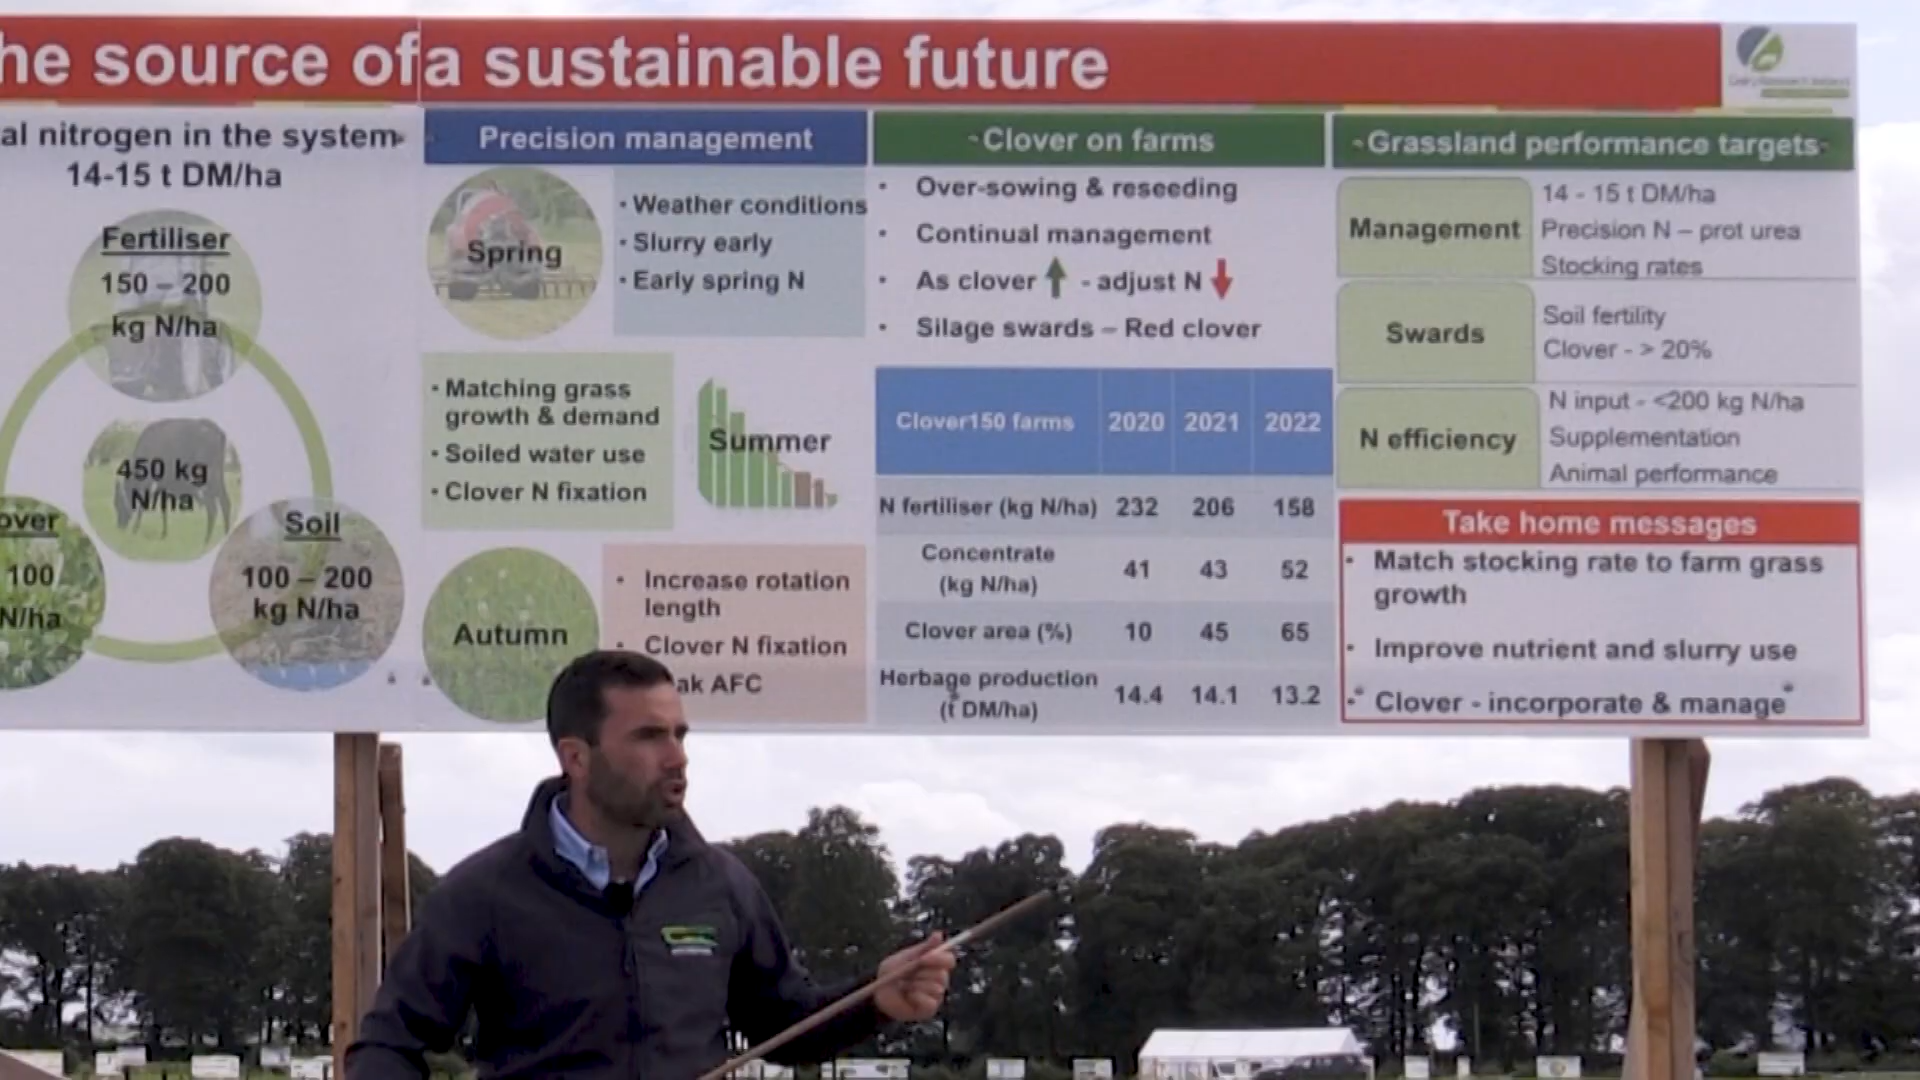 he source of a sustainable future
al nitrogen in the system
14-15 t DM/ha
Fertiliser
150 – 200
kg N/ha
450 kg
N/ha
over
100
N/ha
Soil
100 – 200
kg N/ha
Precision management
Spring
• Weather conditions
• Slurry early
• Early spring N
• Matching grass
growth & demand
• Soiled water use
• Clover N fixation
Summer
Autumn
• Increase rotation
length
• Clover N fixation
ak AFC
Clover on farms
• Over-sowing & reseeding
• Continual management
• As clover ↑ - adjust N ↓
• Silage swards – Red clover
Clover150 farms 2020 2021 2022
N fertiliser (kg N/ha) 232 206 158
Concentrate
(kg N/ha) 41 43 52
Clover area (%) 10 45 65
Herbage production
(t DM/ha) 14.4 14.1 13.2
Grassland performance targets
Management
14 - 15 t DM/ha
Precision N – prot urea
Stocking rates
Swards
Soil fertility
Clover - > 20%
N efficiency
N input - <200 kg N/ha
Supplementation
Animal performance
Take home messages
• Match stocking rate to farm grass
growth
• Improve nutrient and slurry use
• Clover - incorporate & manage